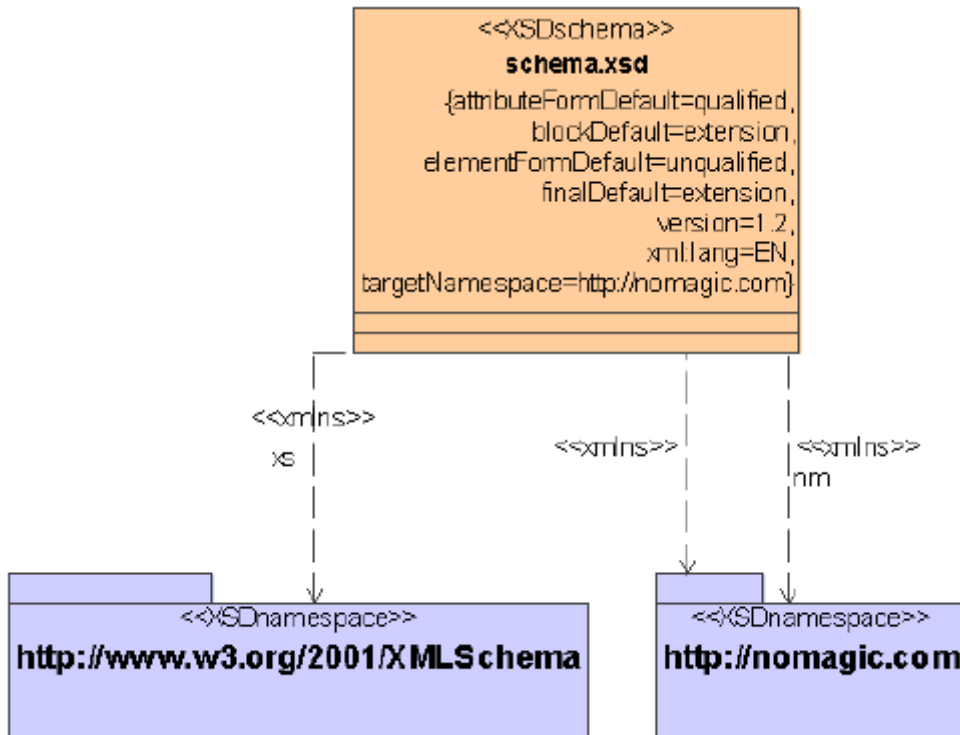 <<XSDschema>>
schema.xsd
{attributeFormDefault=qualified,
blockDefault=extension,
elementFormDefault=unqualified,
finalDefault=extension,
version=1.2,
xml:lang=EN,
targetNamespace=http://nomagic.com}
<<xmlns>>
xs
<<xmlns>>
<<xmlns>>
nm
<<XSDnamespace>>
http://www.w3.org/2001/XMLSchema
<<XSDnamespace>>
http://nomagic.com